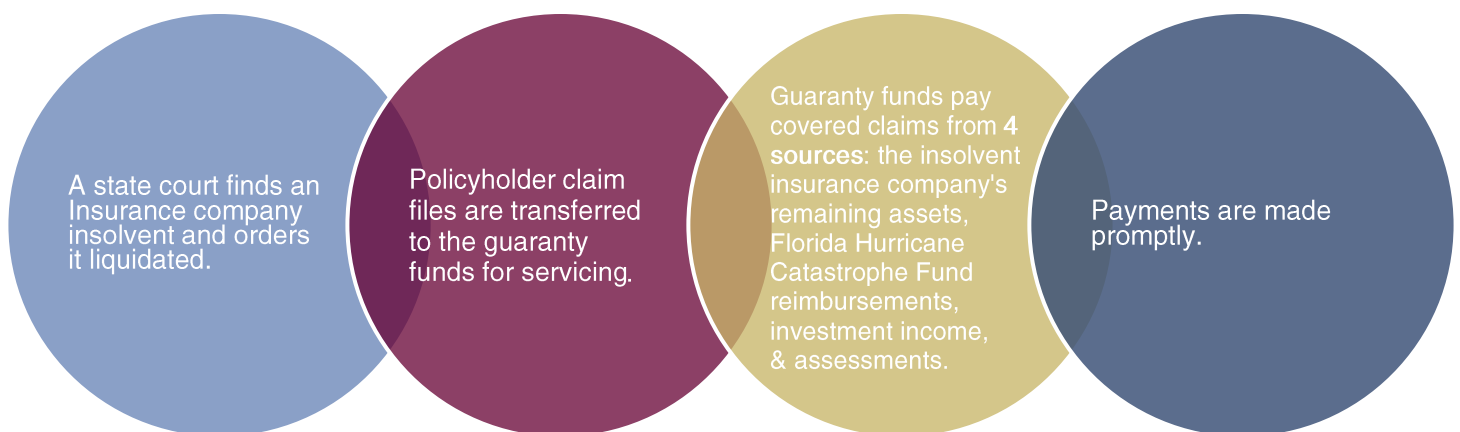 A state court finds an
Insurance company
insolvent and orders
it liquidated.
Policyholder claim
files are transferred
to the guaranty
funds for servicing.
Guaranty funds pay
covered claims from 4
sources: the insolvent
insurance company's
remaining assets,
Florida Hurricane
Catastrophe Fund
reimbursements,
investment income,
& assessments.
Payments are made
promptly.